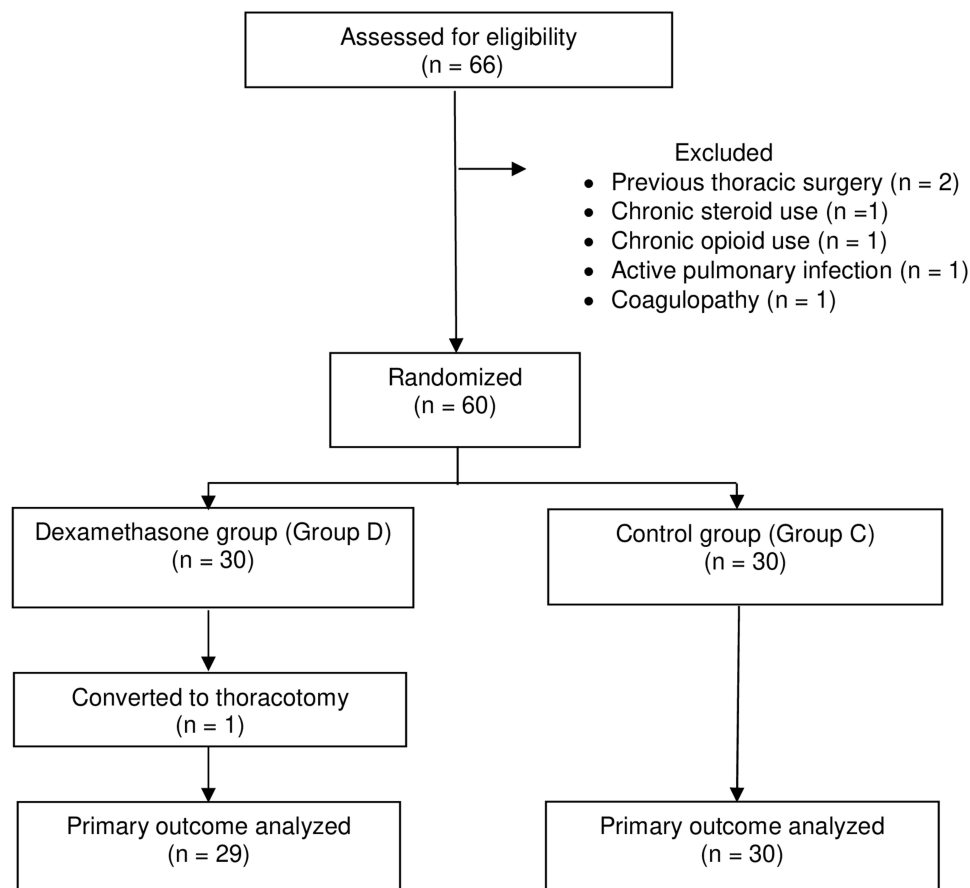 Assessed for eligibility
(n = 66)
Excluded
• Previous thoracic surgery (n = 2)
• Chronic steroid use (n =1)
• Chronic opioid use (n = 1)
• Active pulmonary infection (n = 1)
• Coagulopathy (n = 1)
Randomized
(n = 60)
Dexamethasone group (Group D)
(n = 30)
Control group (Group C)
(n = 30)
Converted to thoracotomy
(n = 1)
Primary outcome analyzed
(n = 29)
Primary outcome analyzed
(n = 30)